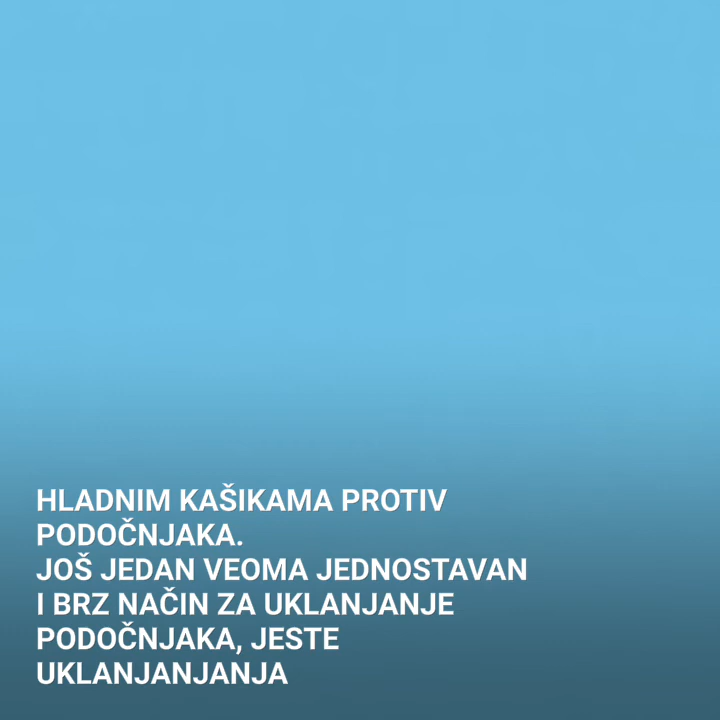 HLADNIM KAŠIKAMA PROTIV
PODOČNJAKA.
JOŠ JEDAN VEOMA JEDNOSTAVAN
I BRZ NAČIN ZA UKLANJANJE
PODOČNJAKA, JESTE
UKLANJANJANJA